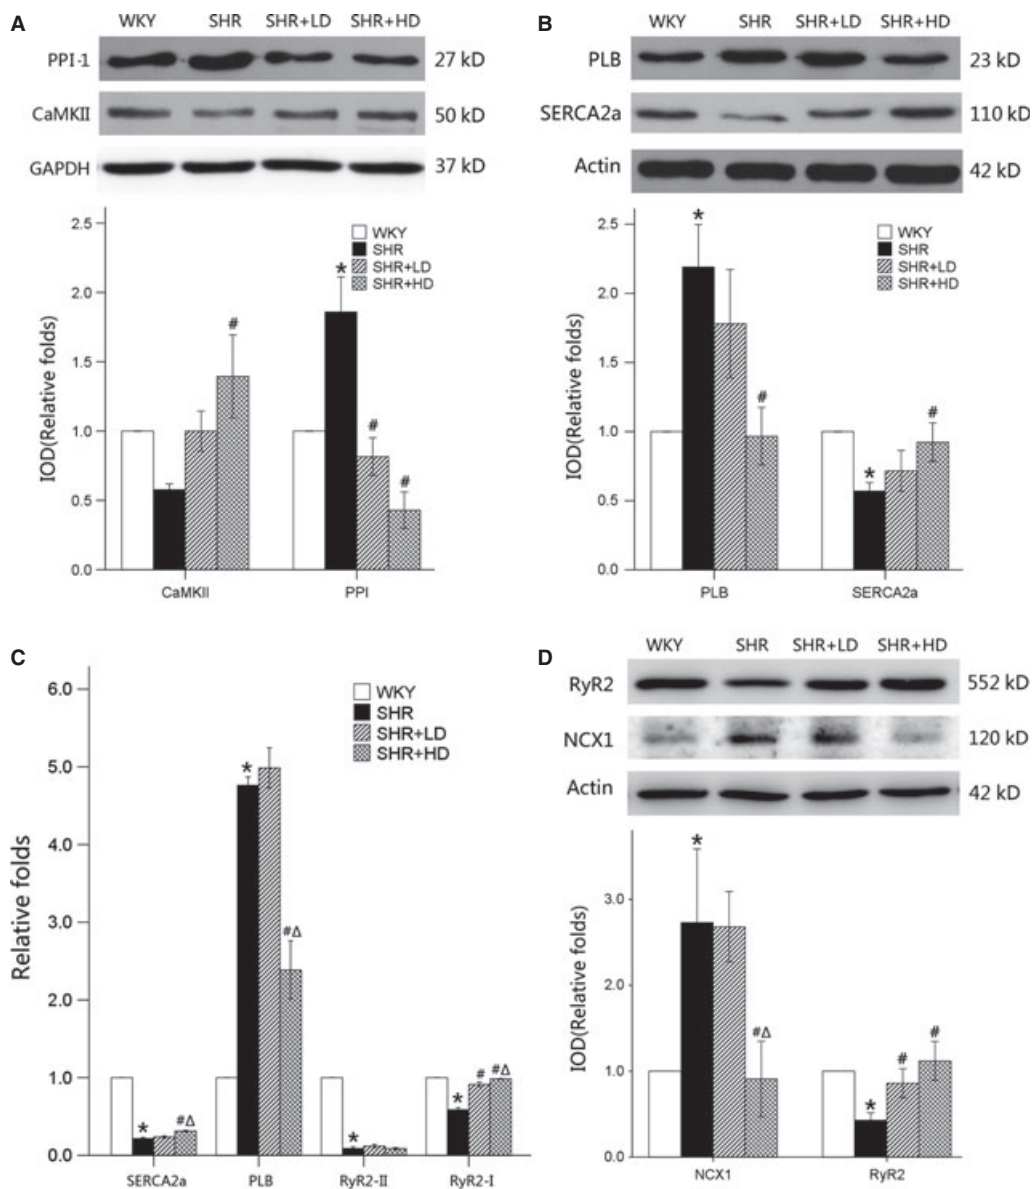 A
WKY SHR SHR+LD SHR+HD
PPI-1 27 kD
CaMKII 50 kD
GAPDH 37 kD
2.5
2.0
1.5
1.0
0.5
0.0
IOD(Relative folds)
WKY
SHR
SHR+LD
SHR+HD
#
*
#
#
CaMKII PPI
B
WKY SHR SHR+LD SHR+HD
PLB 23 kD
SERCA2a 110 kD
Actin 42 kD
2.5
2.0
1.5
1.0
0.5
0.0
IOD(Relative folds)
WKY
SHR
SHR+LD
SHR+HD
*
#
*
#
PLB SERCA2a
C
6.0
5.0
4.0
3.0
2.0
1.0
0.0
Relative folds
WKY
SHR
SHR+LD
SHR+HD
*
#Δ
*
#Δ
*
*
#
#Δ
SERCA2a PLB RyR2-II RyR2-I
D
WKY SHR SHR+LD SHR+HD
RyR2 552 kD
NCX1 120 kD
Actin 42 kD
3.0
2.0
1.0
0.0
IOD(Relative folds)
*
#Δ
*
#
#
NCX1 RyR2